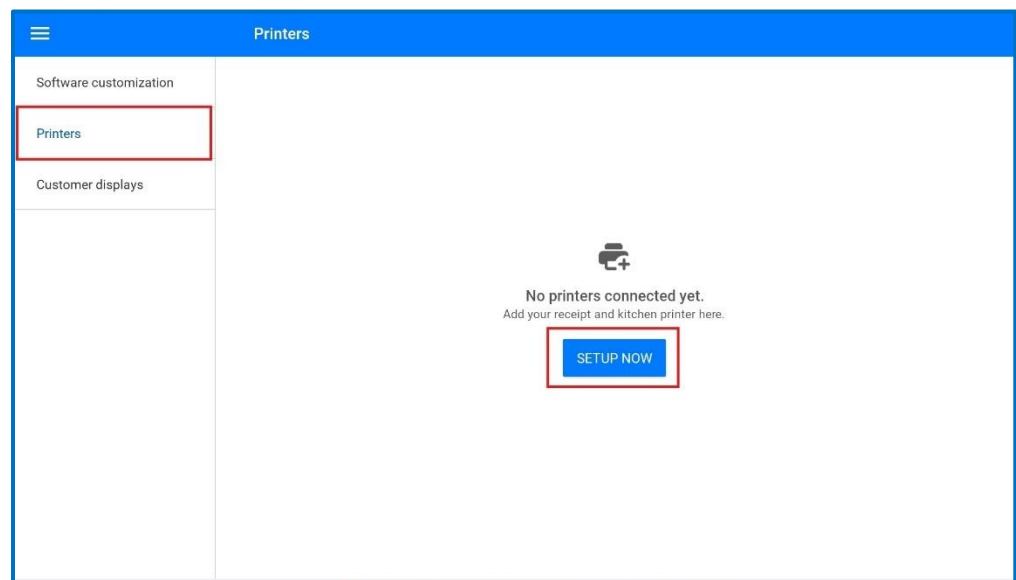 Printers
Software customization
Printers
Customer displays
No printers connected yet.
Add your receipt and kitchen printer here.
SETUP NOW